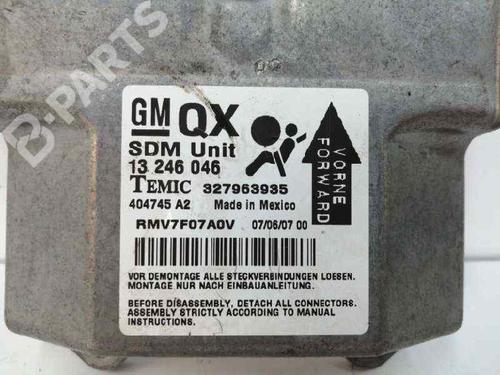 B-PARTS
GM QX
SDM Unit
13 246 046
TEMIC 327963935
404745 A2 Made in Mexico
VORNE
FORWARD
RMV7F07A0V 07/06/07 00
VOR DEMONTAGE ALLE STECKVERBINDUNGEN LOESEN.
MONTAGE NUR NACH EINBAUANLEITUNG.
BEFORE DISASSEMBLY, DETACH ALL CONNECTORS.
ASSEMBLY STRICTLY ACCORDING TO MANUAL
INSTRUCTIONS.